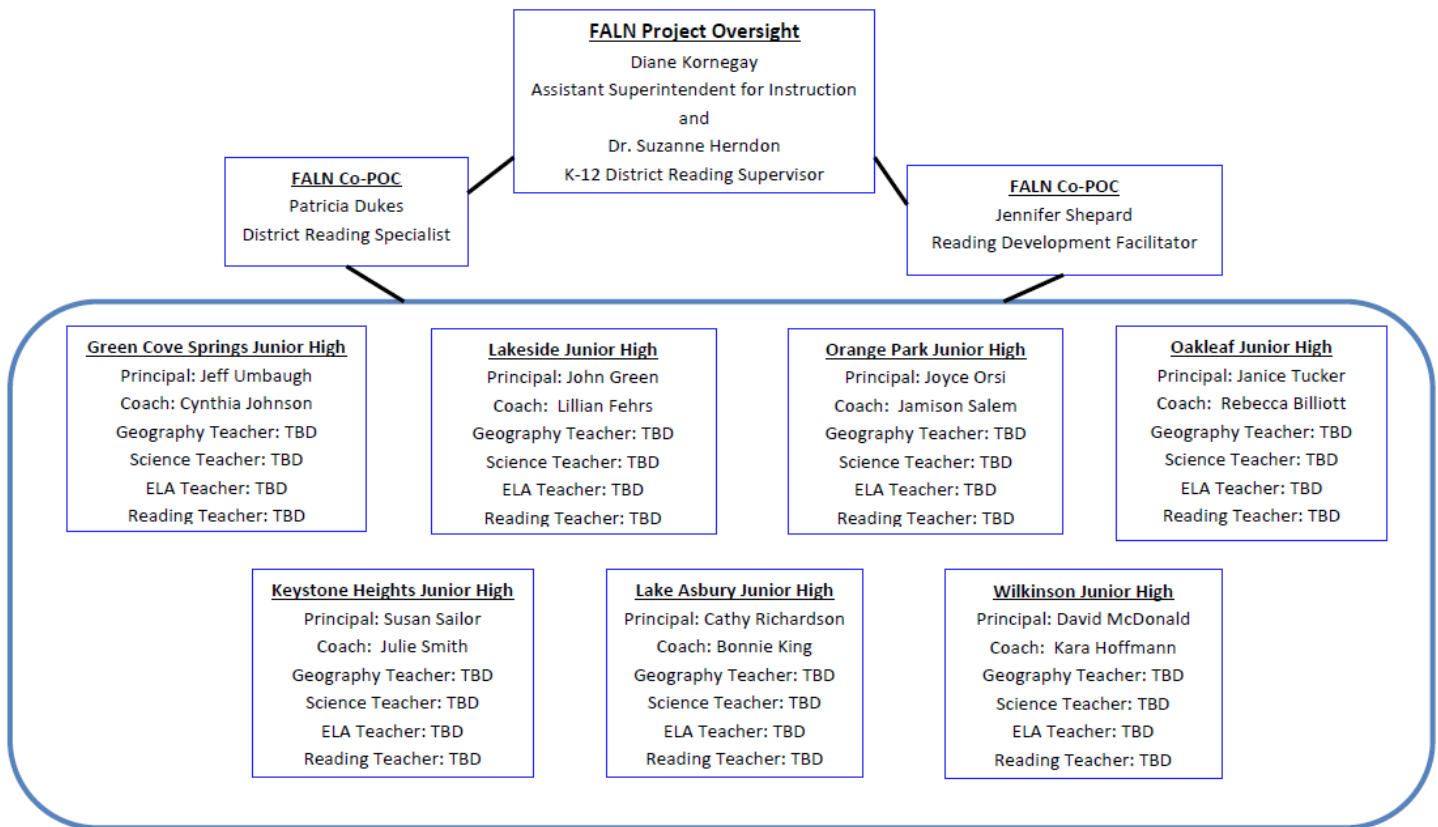 FALN Project Oversight
Diane Kornegay
Assistant Superintendent for Instruction
and
Dr. Suzanne Herndon
K-12 District Reading Supervisor
FALN Co-POC
Patricia Dukes
District Reading Specialist
FALN Co-POC
Jennifer Shepard
Reading Development Facilitator
Green Cove Springs Junior High
Principal: Jeff Umbaugh
Coach: Cynthia Johnson
Geography Teacher: TBD
Science Teacher: TBD
ELA Teacher: TBD
Reading Teacher: TBD
Lakeside Junior High
Principal: John Green
Coach: Lillian Fehrs
Geography Teacher: TBD
Science Teacher: TBD
ELA Teacher: TBD
Reading Teacher: TBD
Orange Park Junior High
Principal: Joyce Orsi
Coach: Jamison Salem
Geography Teacher: TBD
Science Teacher: TBD
ELA Teacher: TBD
Reading Teacher: TBD
Oakleaf Junior High
Principal: Janice Tucker
Coach: Rebecca Billiott
Geography Teacher: TBD
Science Teacher: TBD
ELA Teacher: TBD
Reading Teacher: TBD
Keystone Heights Junior High
Principal: Susan Sailor
Coach: Julie Smith
Geography Teacher: TBD
Science Teacher: TBD
ELA Teacher: TBD
Reading Teacher: TBD
Lake Asbury Junior High
Principal: Cathy Richardson
Coach: Bonnie King
Geography Teacher: TBD
Science Teacher: TBD
ELA Teacher: TBD
Reading Teacher: TBD
Wilkinson Junior High
Principal: David McDonald
Coach: Kara Hoffmann
Geography Teacher: TBD
Science Teacher: TBD
ELA Teacher: TBD
Reading Teacher: TBD